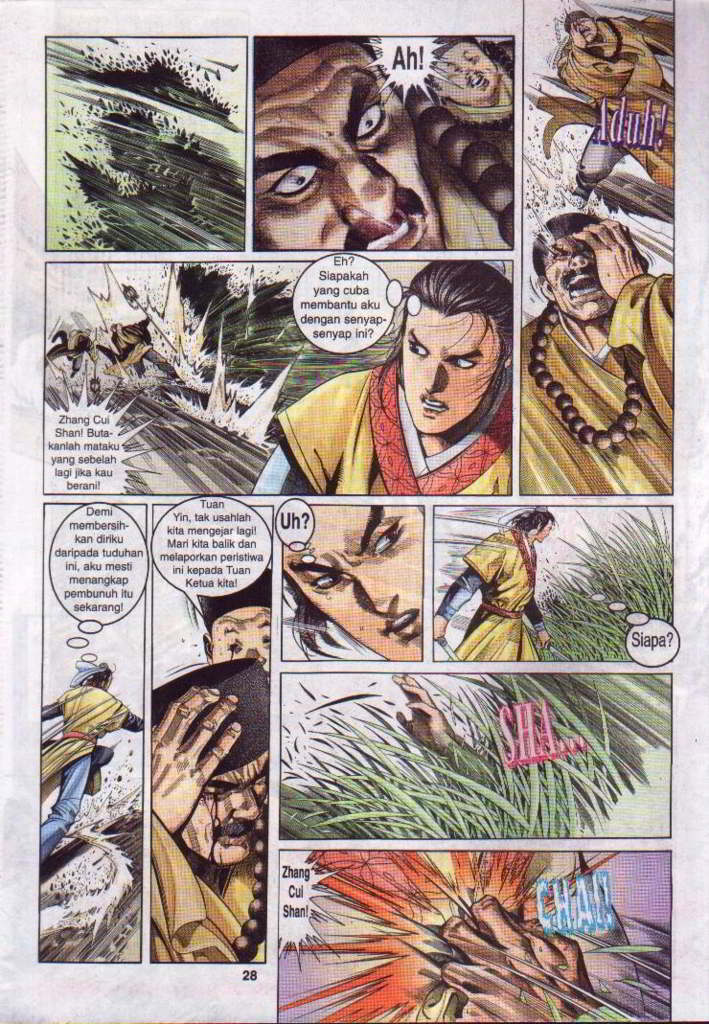 Ah!
Aduh!
Eh?
Siapakah
yang cuba
membantu aku
dengan senyap-
senyap ini?
Zhang Cui
Shan! Buta-
kanlah mataku
yang sebelah
lagi jika kau
berani!
Demi
membersih-
kan diriku
daripada tuduhan
ini, aku mesti
menangkap
pembunuh itu
sekarang!
Tuan
Yin, tak usahlah
kita mengejar lagi!
Mari kita balik dan
melaporkan peristiwa
ini kepada Tuan
Ketua kita!
Uh?
Siapa?
SHA...
Zhang
Cui
Shan!
CHAU!
28